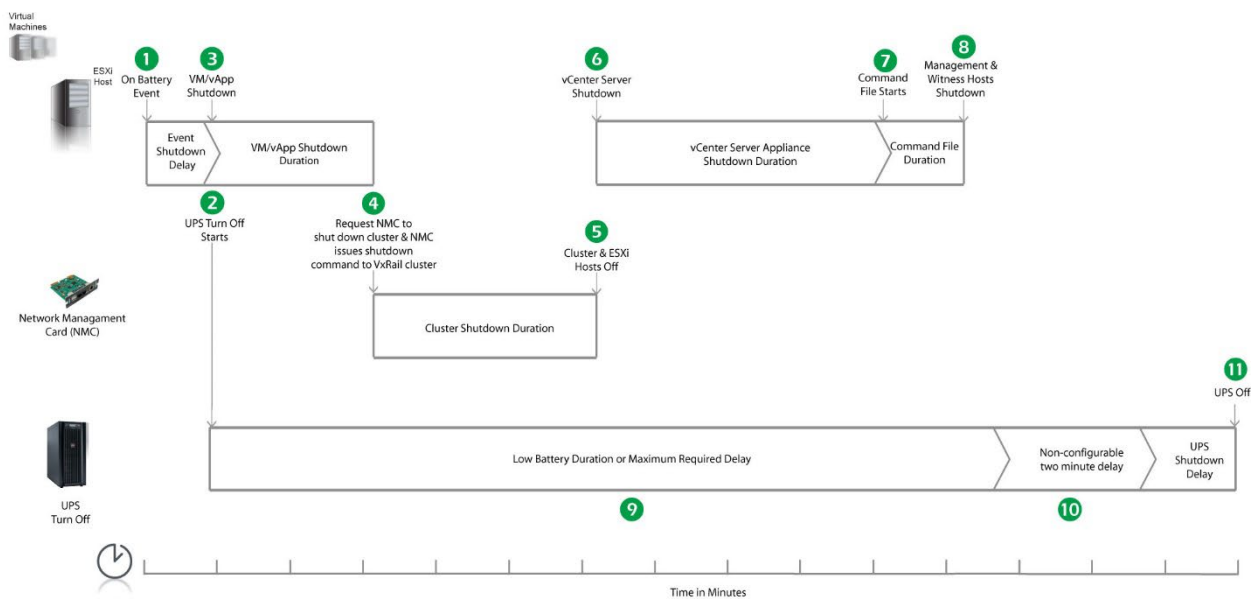 Virtual
Machines
ESXi
Host
1
On Battery
Event
3
VM/vApp
Shutdown
6
vCenter Server
Shutdown
7
Command
File Starts
8
Management &
Witness Hosts
Shutdown
Event
Shutdown
Delay
VM/vApp Shutdown
Duration
vCenter Server Appliance
Shutdown Duration
Command File
Duration
2
UPS Turn Off
Starts
4
Request NMC to
shut down cluster & NMC
issues shutdown
command to VxRail cluster
5
Cluster & ESXi
Hosts Off
Network Managament
Card (NMC)
Cluster Shutdown Duration
11
UPS Off
UPS
Turn Off
Low Battery Duration or Maximum Required Delay
Non-configurable
two minute delay
UPS
Shutdown
Delay
9
10
Time in Minutes